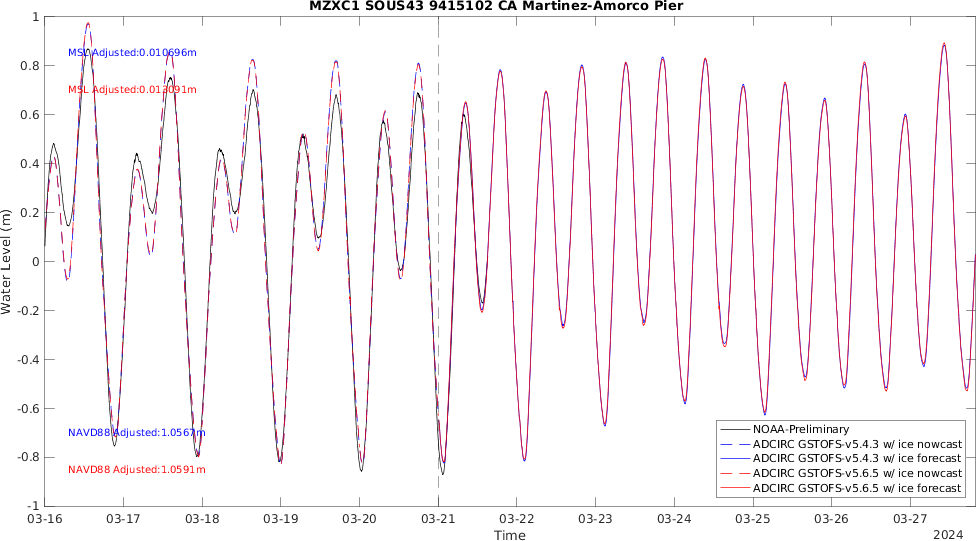 MZXC1 SOUS43 9415102 CA Martinez-Amorco Pier
1
0.8
0.6
0.4
0.2
0
-0.2
-0.4
-0.6
-0.8
-1
Water Level (m)
MSL Adjusted:0.010696m
MSL Adjusted:0.013091m
NAVD88 Adjusted:1.0567m
NAVD88 Adjusted:1.0591m
NOAA-Preliminary
ADCIRC GSTOFS-v5.4.3 w/ ice nowcast
ADCIRC GSTOFS-v5.4.3 w/ ice forecast
ADCIRC GSTOFS-v5.6.5 w/ ice nowcast
ADCIRC GSTOFS-v5.6.5 w/ ice forecast
03-16 03-17 03-18 03-19 03-20 03-21 03-22 03-23 03-24 03-25 03-26 03-27
Time
2024